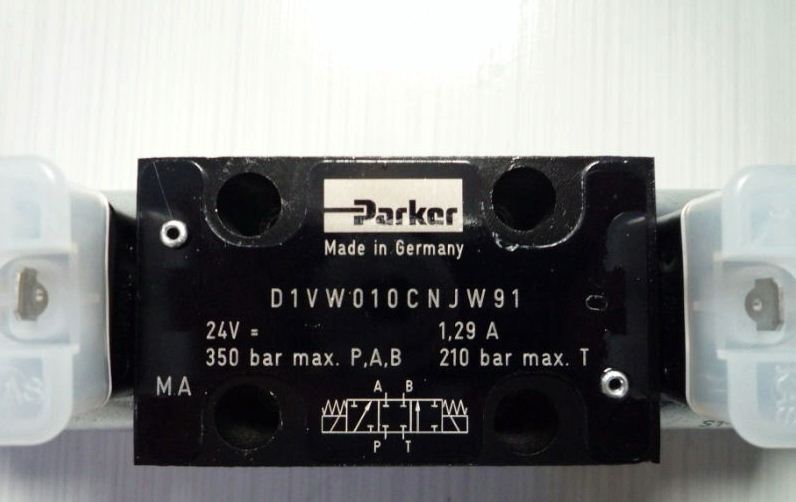 Parker
Made in Germany
D1VW010CNJW91
24V = 1,29 A
350 bar max. P,A,B 210 bar max. T
MA
A B
P T